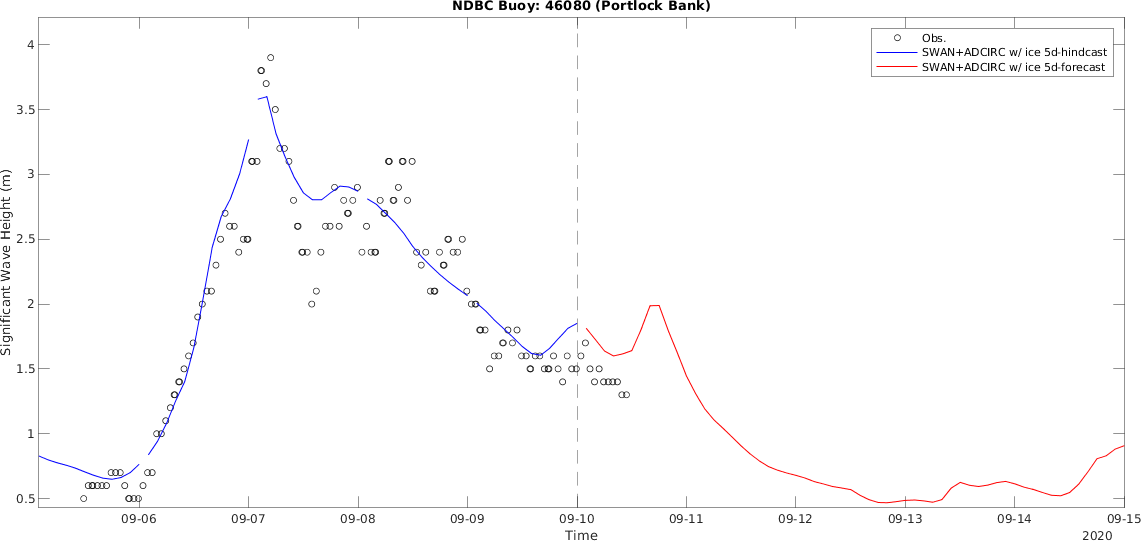 NDBC Buoy: 46080 (Portlock Bank)
Obs.
SWAN+ADCIRC w/ ice 5d-hindcast
SWAN+ADCIRC w/ ice 5d-forecast
Significant Wave Height (m)
4
3.5
3
2.5
2
1.5
1
0.5
09-06 09-07 09-08 09-09 09-10 09-11 09-12 09-13 09-14 09-15
Time
2020